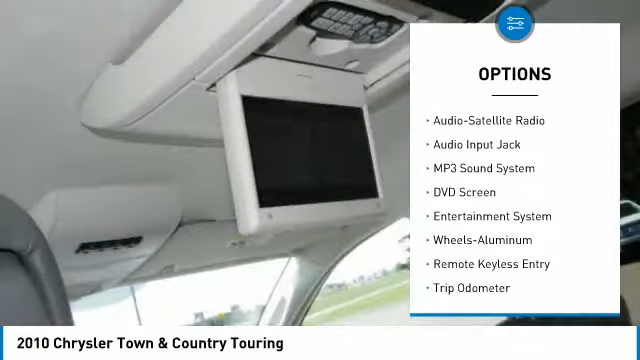 OPTIONS
Audio-Satellite Radio
Audio Input Jack
MP3 Sound System
DVD Screen
Entertainment System
Wheels-Aluminum
Remote Keyless Entry
Trip Odometer
2010 Chrysler Town & Country Touring